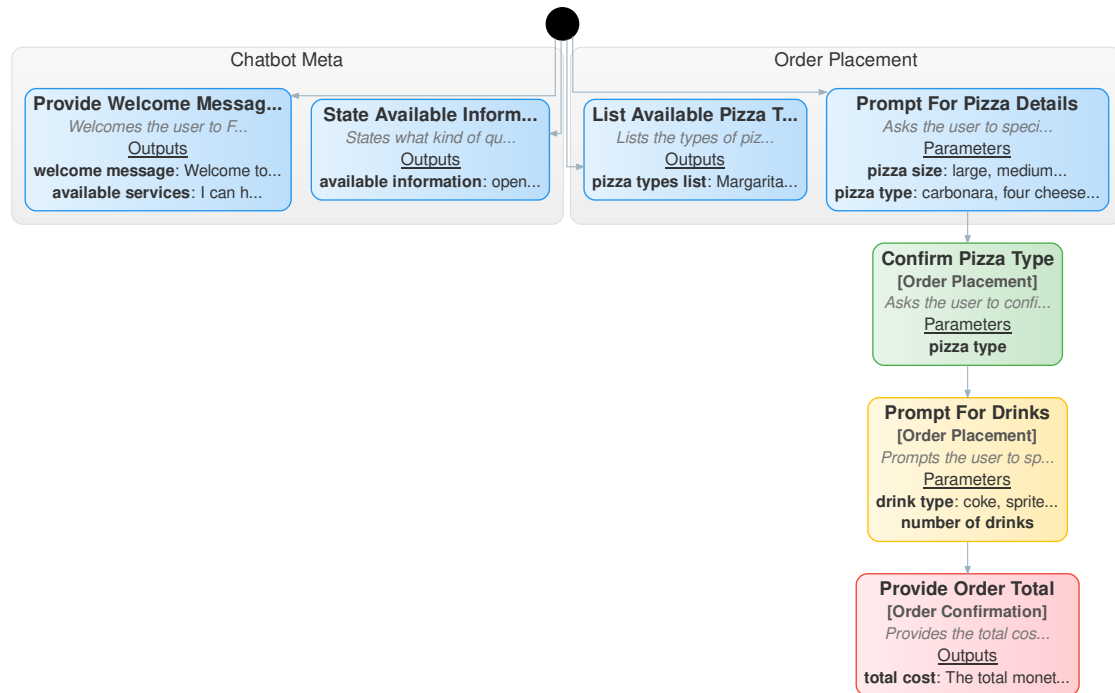 Chatbot Meta
Provide Welcome Messag...
Welcomes the user to F...
Outputs
welcome message: Welcome to...
available services: I can h...
State Available Inform...
States what kind of qu...
Outputs
available information: open...
Order Placement
List Available Pizza T...
Lists the types of piz...
Outputs
pizza types list: Margarita...
Prompt For Pizza Details
Asks the user to speci...
Parameters
pizza size: large, medium...
pizza type: carbonara, four cheese...
Confirm Pizza Type
[Order Placement]
Asks the user to confi...
Parameters
pizza type
Prompt For Drinks
[Order Placement]
Prompts the user to sp...
Parameters
drink type: coke, sprite...
number of drinks
Provide Order Total
[Order Confirmation]
Provides the total cos...
Outputs
total cost: The total monet...